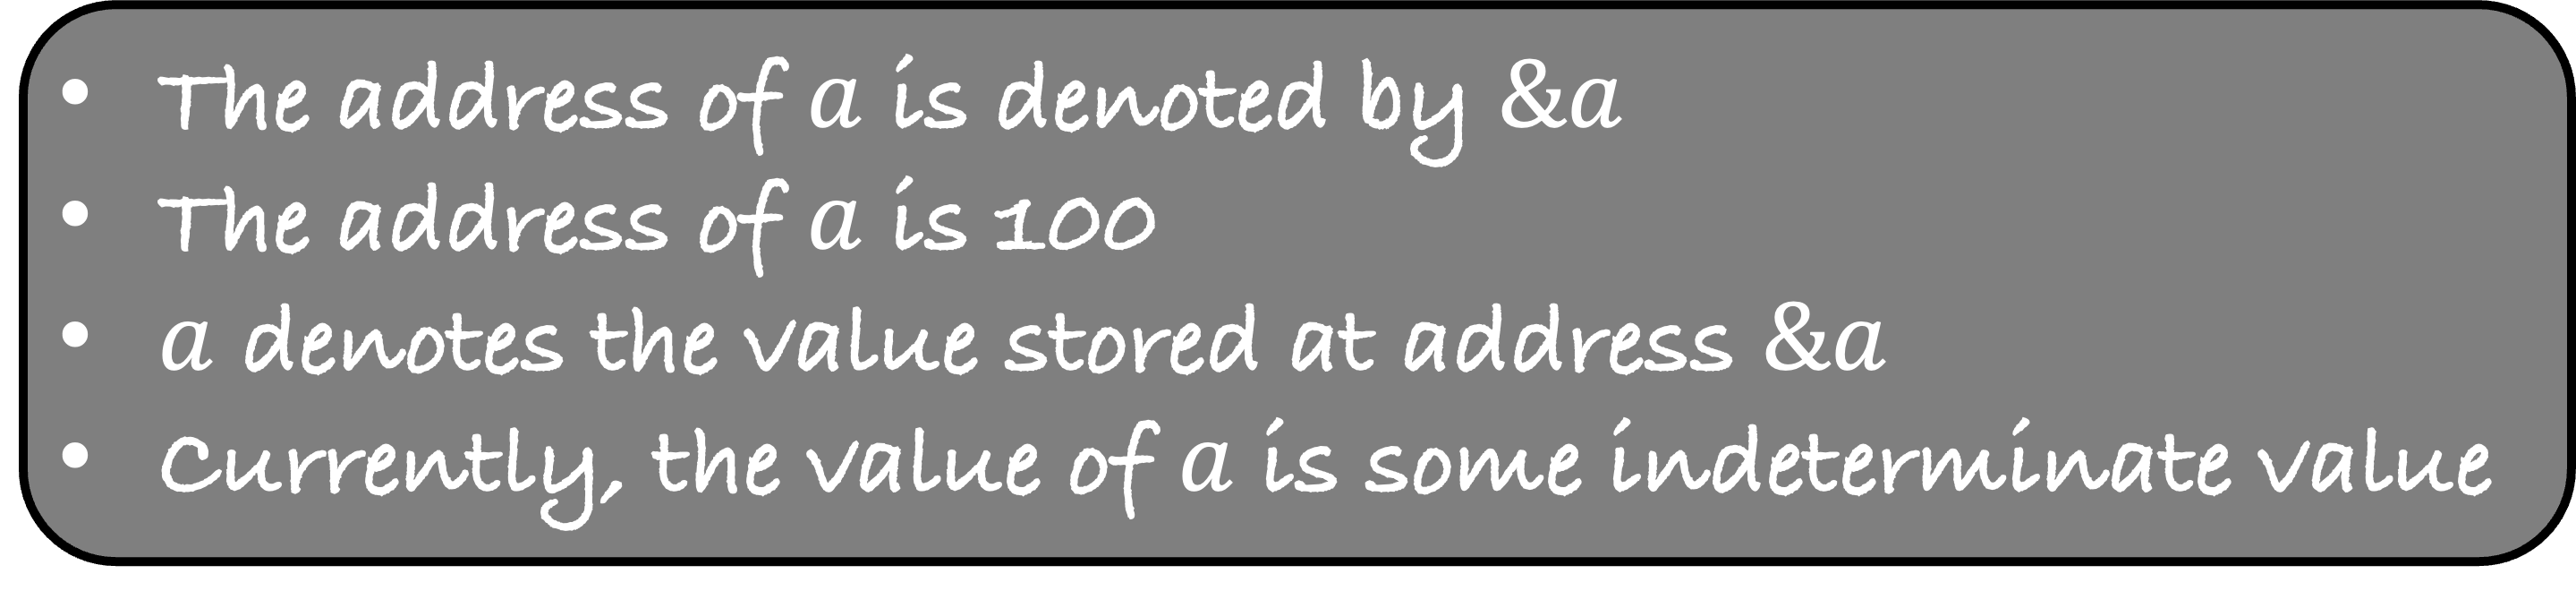 • The address of a is denoted by &a
• The address of a is 100
• a denotes the value stored at address &a
• Currently, the value of a is some indeterminate value